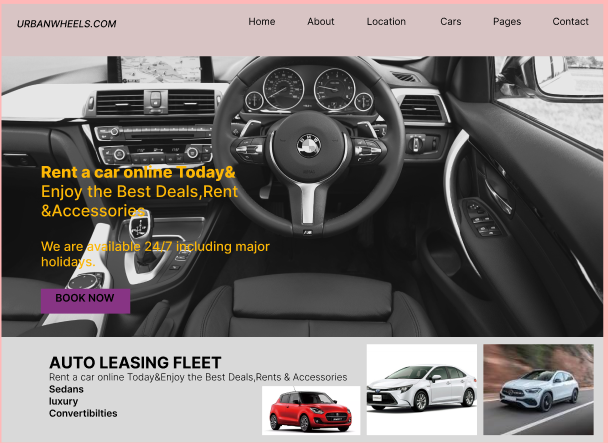 URBANWHEELS.COM
Home About Location Cars Pages Contact
Rent a car online Today&
Enjoy the Best Deals,Rent
&Accessories
We are available 24/7 including major
holidays.
BOOK NOW
AUTO LEASING FLEET
Rent a car online Today&Enjoy the Best Deals,Rents & Accessories
Sedans
luxury
Convertibilties